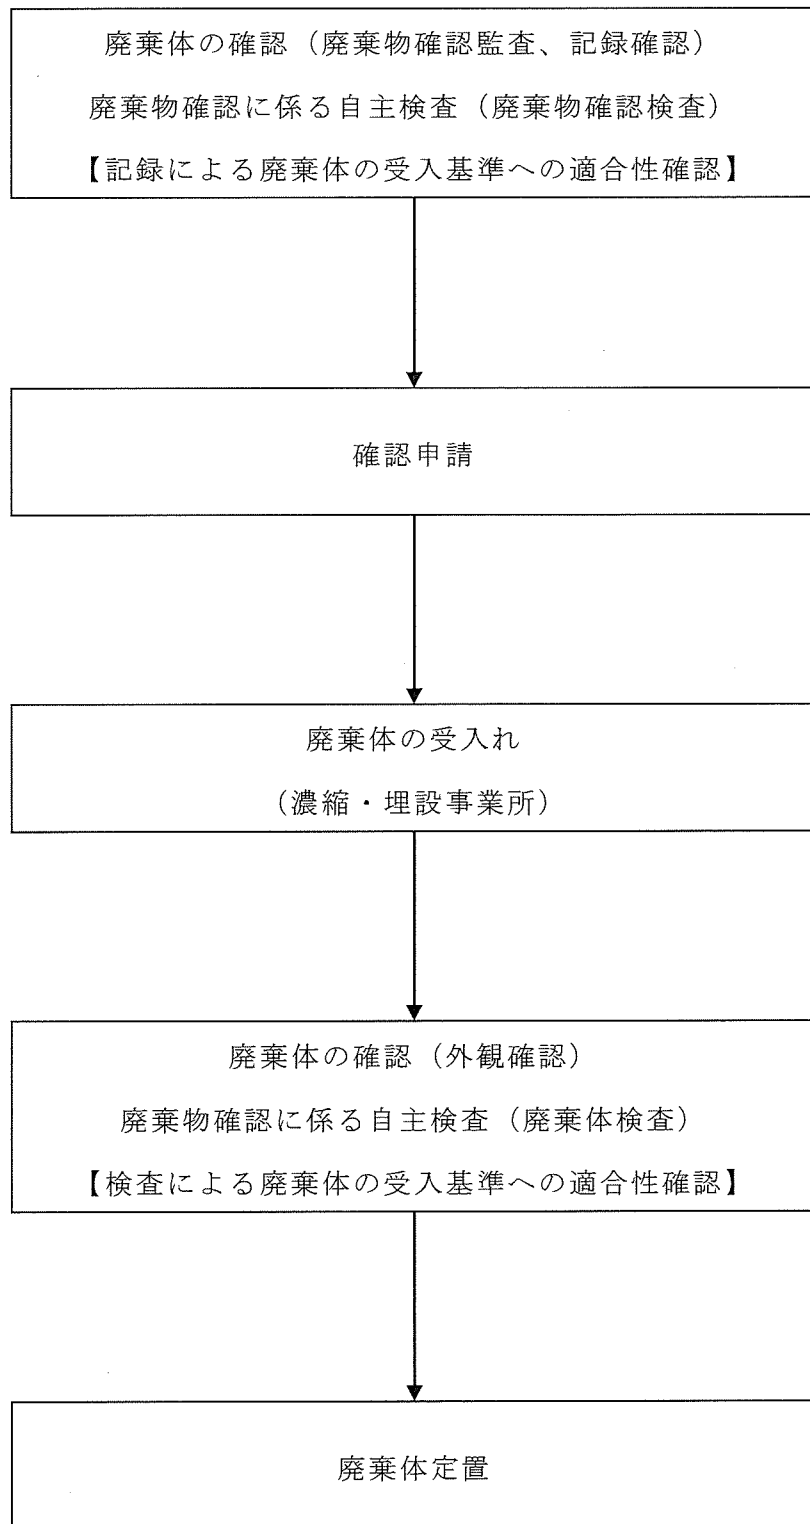 廃棄体の確認（廃棄物確認監査、記録確認）
廃棄物確認に係る自主検査（廃棄物確認検査）
【記録による廃棄体の受入基準への適合性確認】
確認申請
廃棄体の受入れ
（濃縮・埋設事業所）
廃棄体の確認（外観確認）
廃棄物確認に係る自主検査（廃棄体検査）
【検査による廃棄体の受入基準への適合性確認】
廃棄体定置